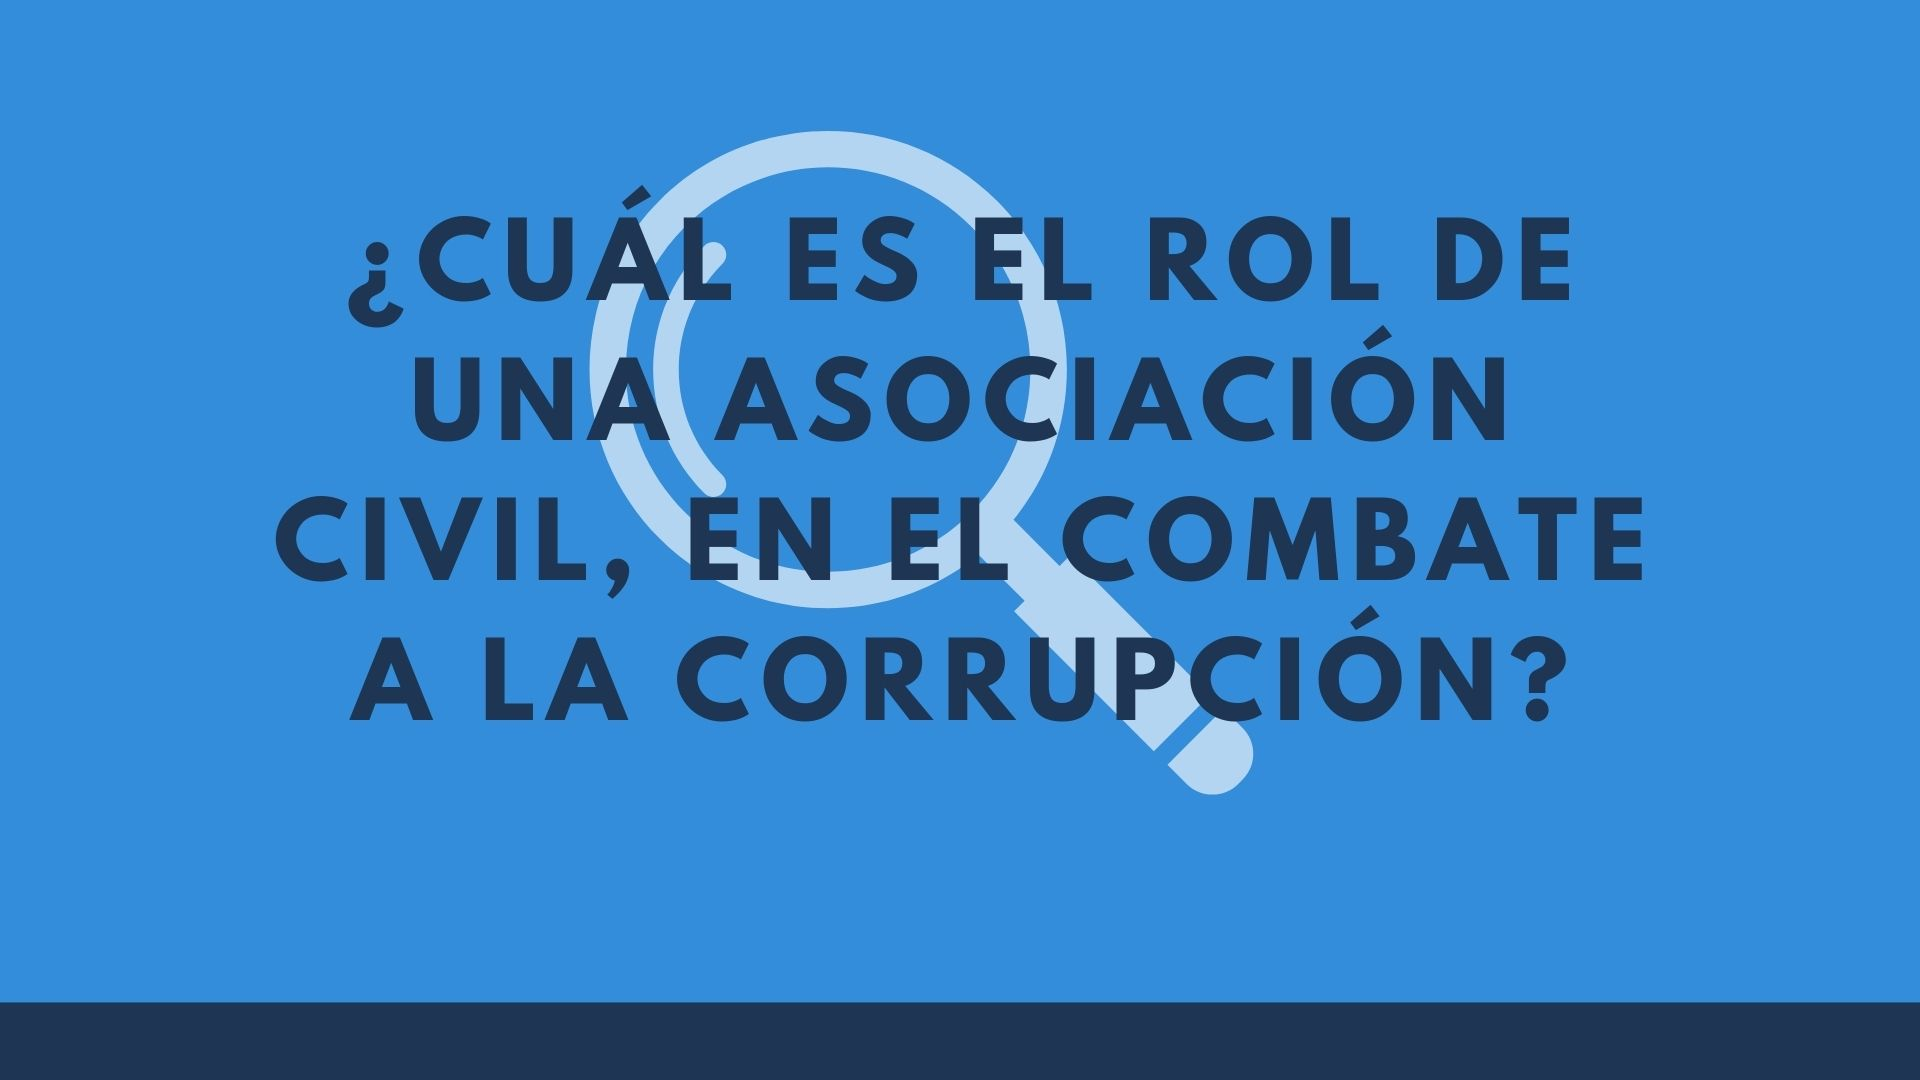 ¿CUÁL ES EL ROL DE
UNA ASOCIACIÓN
CIVIL, EN EL COMBATE
A LA CORRUPCIÓN?